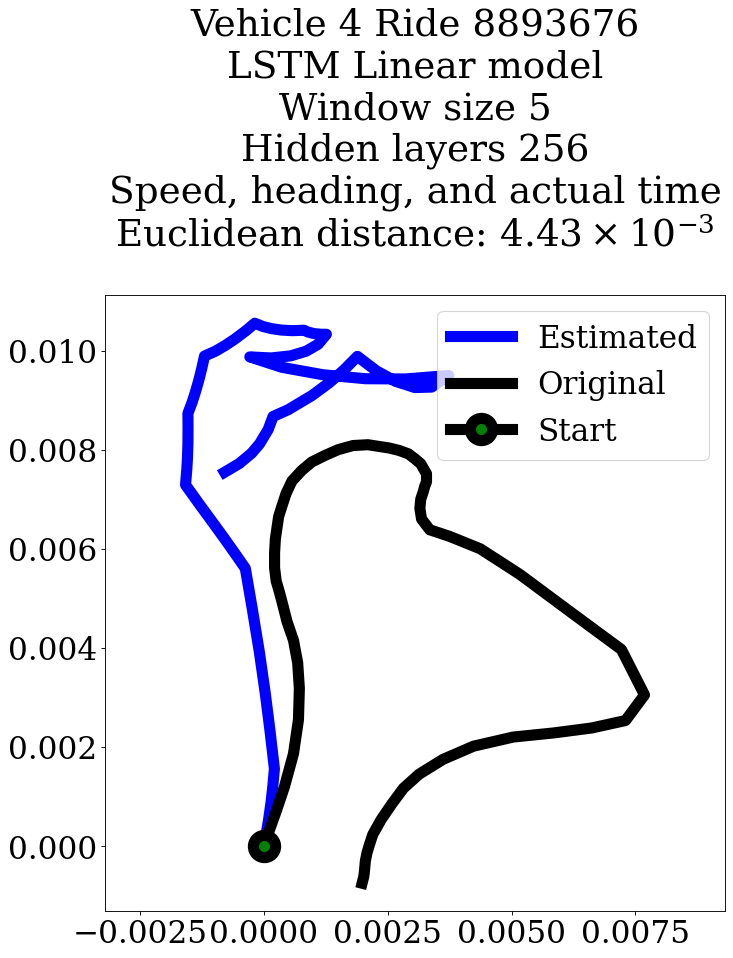 Vehicle 4 Ride 8893676
LSTM Linear model
Window size 5
Hidden layers 256
Speed, heading, and actual time
Euclidean distance: 4.43 × 10⁻³
Estimated
Original
Start
0.010
0.008
0.006
0.004
0.002
0.000
−0.0025 0.0000 0.0025 0.0050 0.0075